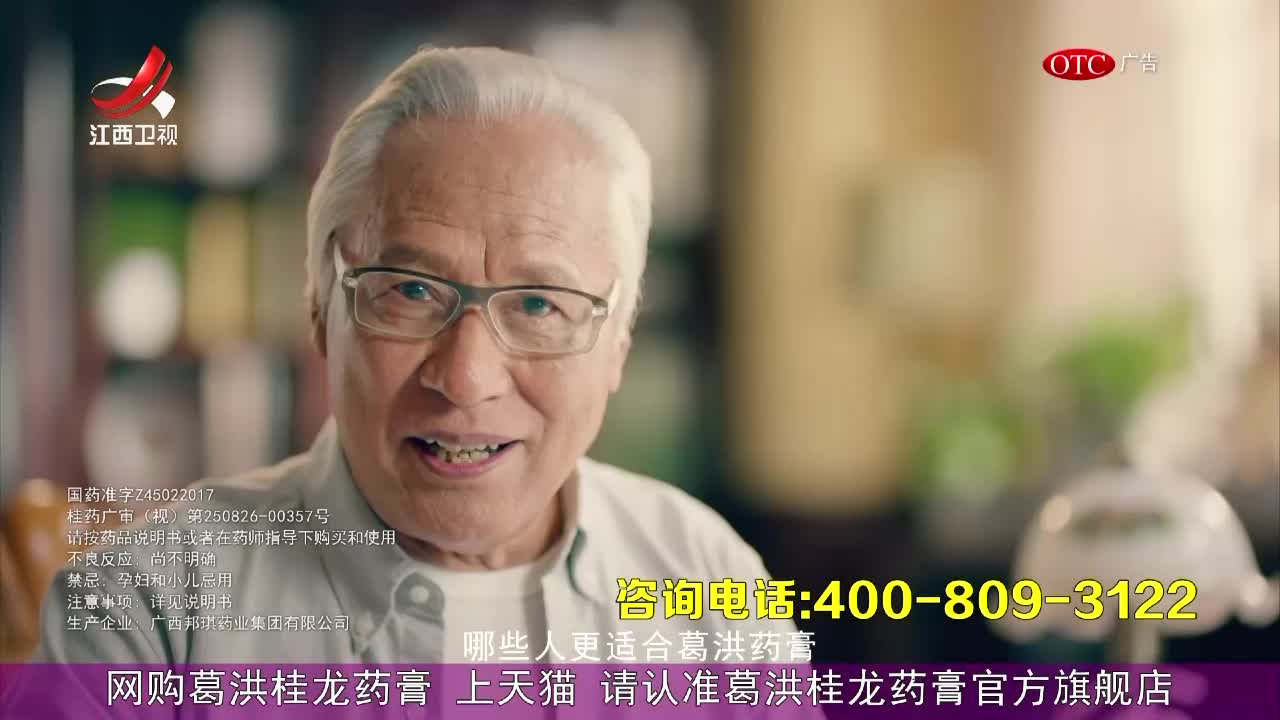 江西卫视
OTC 广告
国药准字Z45022017
桂药广审（视）第250826-00357号
请按药品说明书或者在药师指导下购买和使用
不良反应：尚不明确
禁忌：孕妇和小儿忌用
注意事项：详见说明书
生产企业：广西邦琪药业集团有限公司
咨询电话:400-809-3122
哪些人更适合葛洪药膏
网购葛洪桂龙药膏 上天猫 请认准葛洪桂龙药膏官方旗舰店